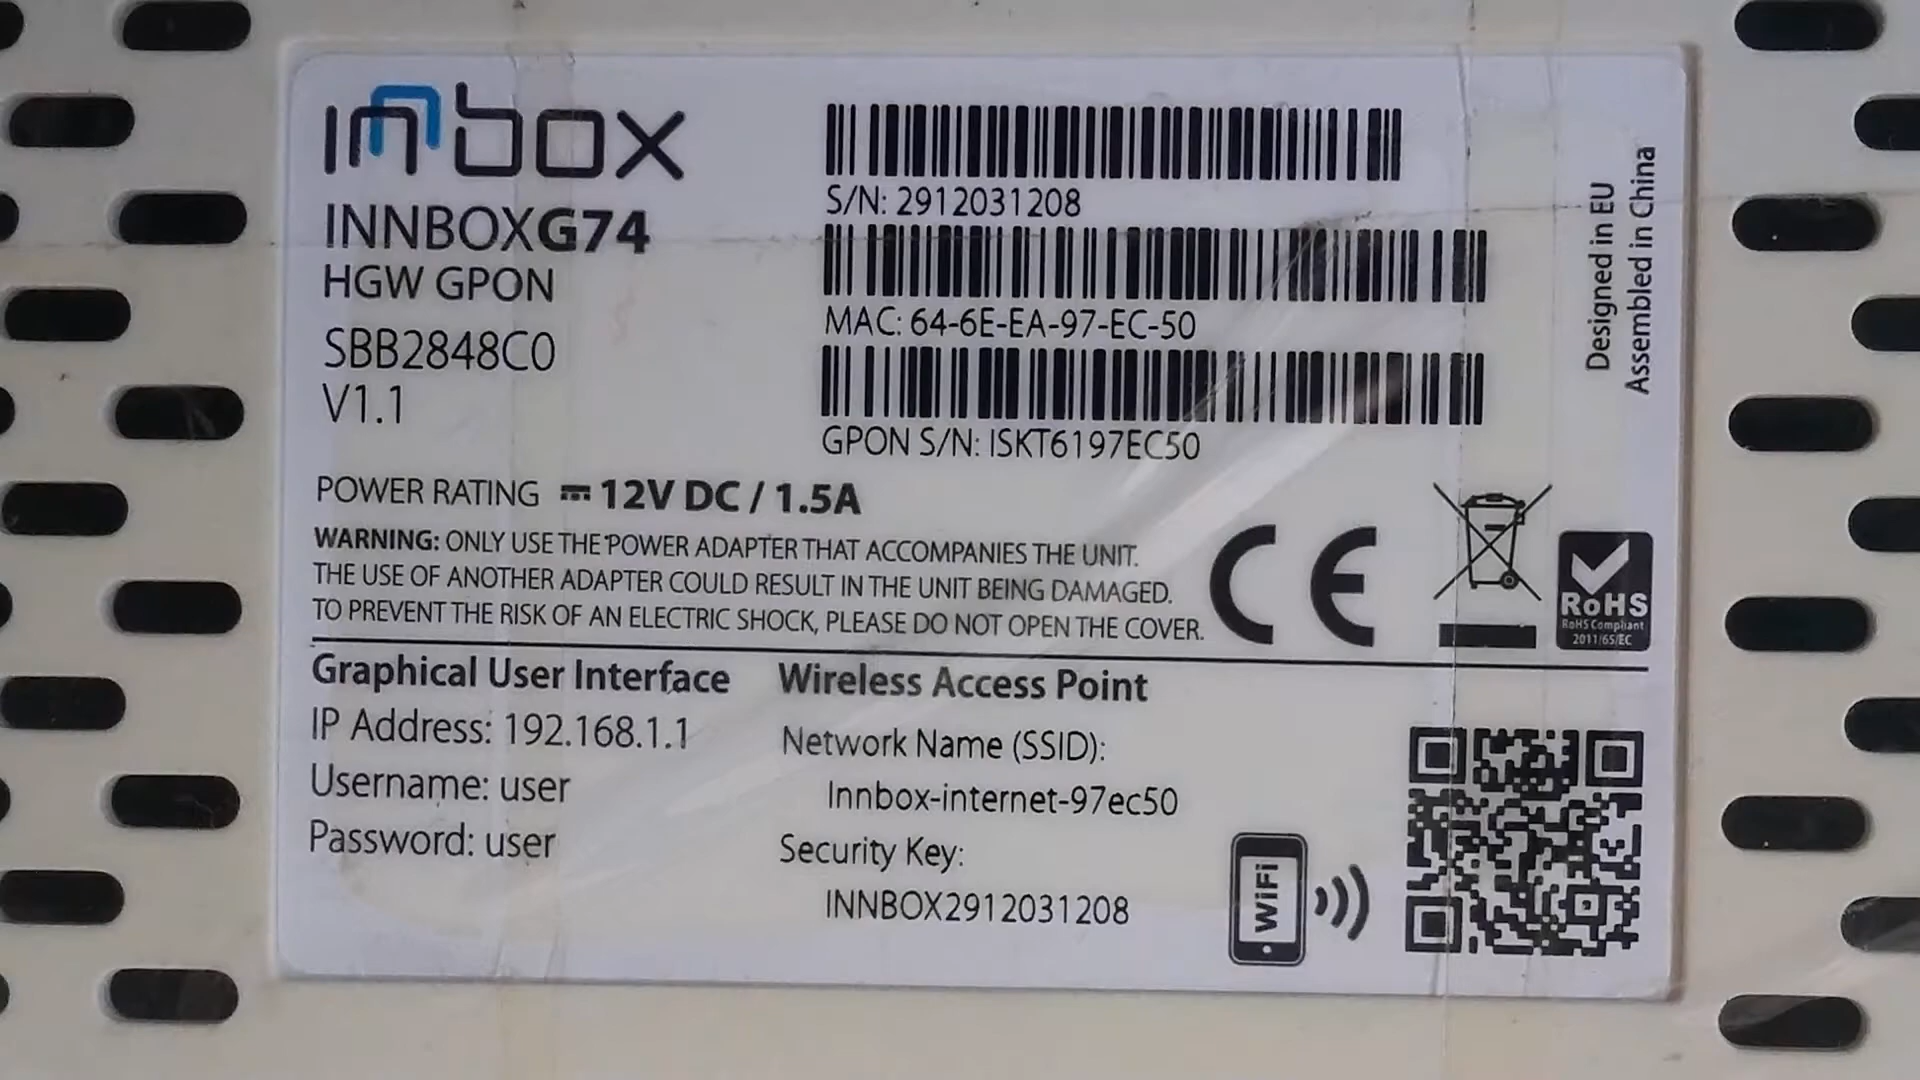 innbox
INNBOXG74
HGW GPON
SBB2848C0
V1.1
S/N: 2912031208
MAC: 64-6E-EA-97-EC-50
GPON S/N: ISKT6197EC50
Designed in EU
Assembled in China
POWER RATING ⎓ 12V DC / 1.5A
WARNING: ONLY USE THE POWER ADAPTER THAT ACCOMPANIES THE UNIT.
THE USE OF ANOTHER ADAPTER COULD RESULT IN THE UNIT BEING DAMAGED.
TO PREVENT THE RISK OF AN ELECTRIC SHOCK, PLEASE DO NOT OPEN THE COVER.
CE
RoHS
RoHS Compliant
2011/65/EC
Graphical User Interface
IP Address: 192.168.1.1
Username: user
Password: user
Wireless Access Point
Network Name (SSID):
Innbox-internet-97ec50
Security Key:
INNBOX2912031208
WiFi